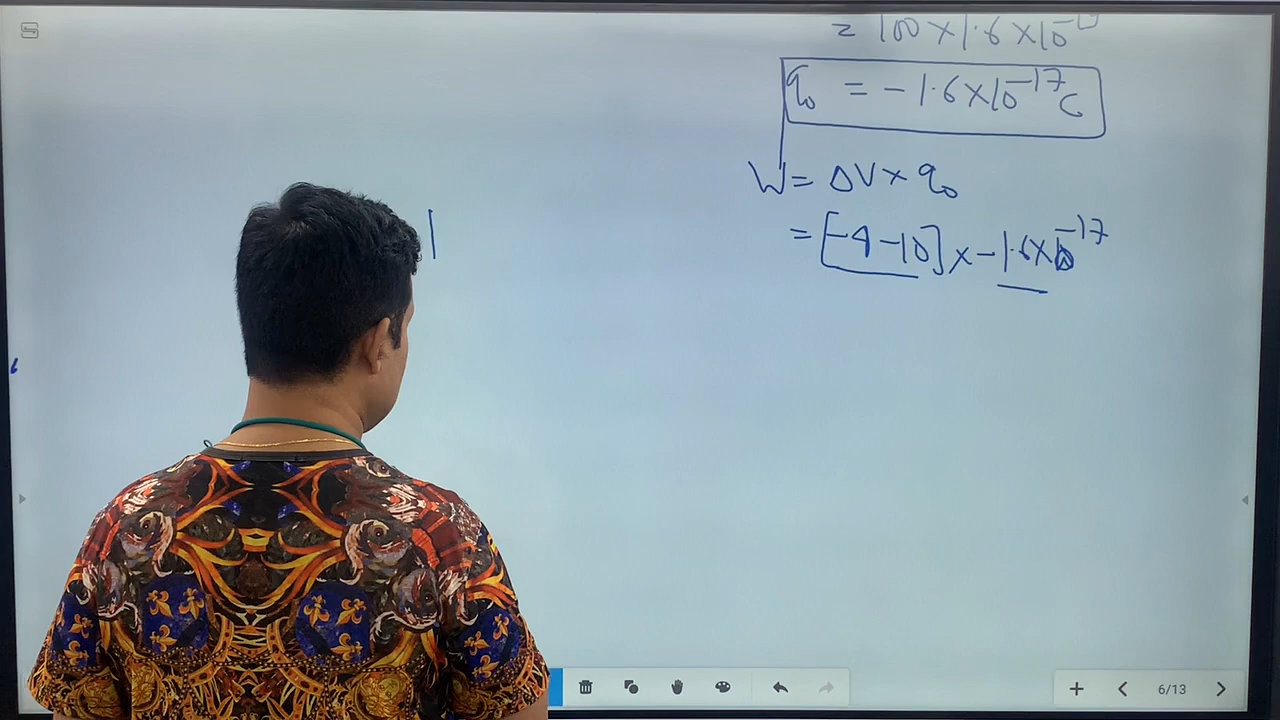 = 100 × 1.6 × 10
q₀ = - 1.6 × 10⁻¹⁷ C
W = ΔV × q₀
= [-4 - 10] × - 1.6 × 10⁻¹⁷
6/13